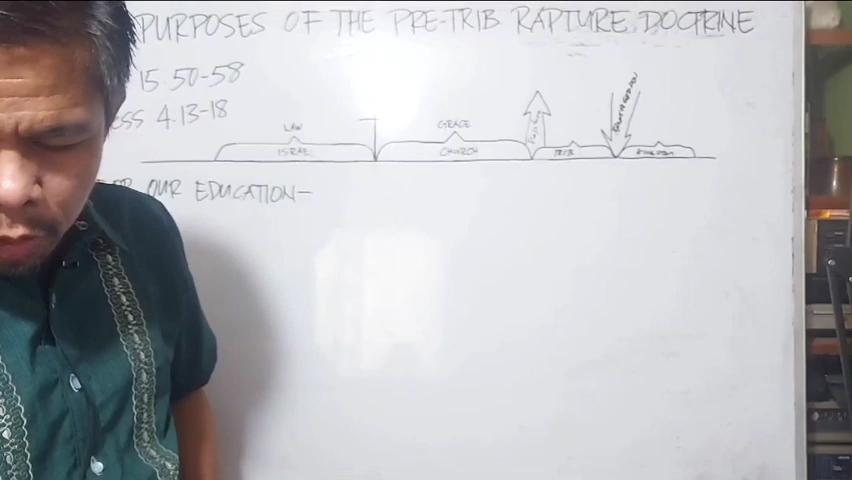 PURPOSES OF THE PRE-TRIB RAPTURE DOCTRINE
15.50-58
ESS 4.13-18
LAW
GRACE
ISRAEL
CHURCH
TRIB
KINGDOM
OUR EDUCATION—